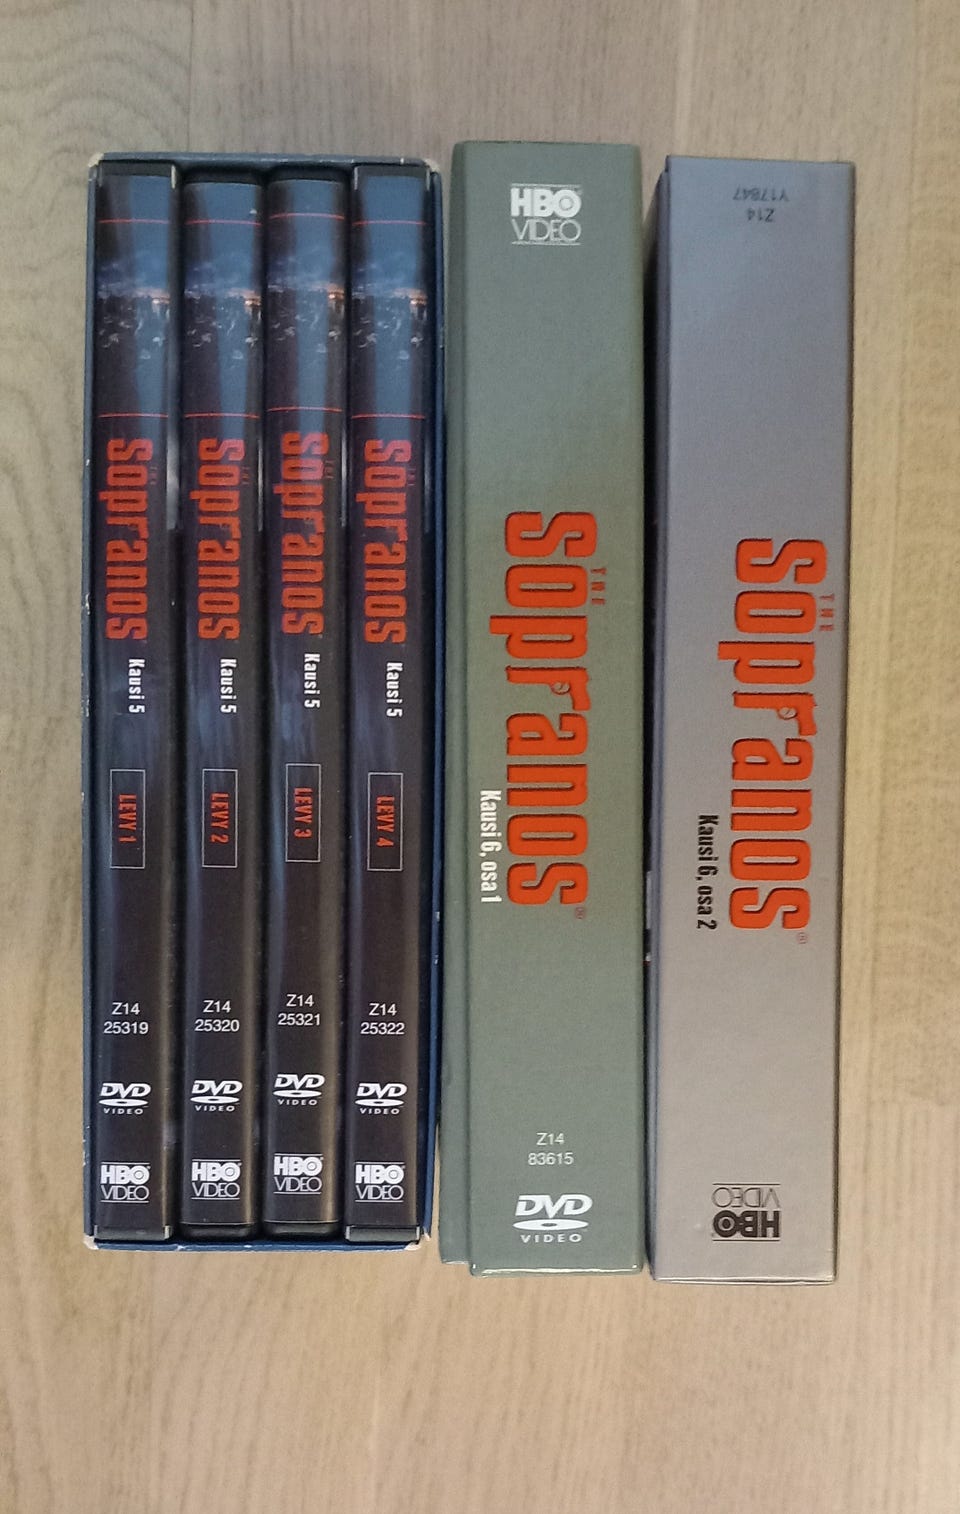 THE
Sopranos
Kausi 5
LEVY 1
Z14
25319
DVD
VIDEO
HBO
VIDEO
THE
Sopranos
Kausi 5
LEVY 2
Z14
25320
DVD
VIDEO
HBO
VIDEO
THE
Sopranos
Kausi 5
LEVY 3
Z14
25321
DVD
VIDEO
HBO
VIDEO
THE
Sopranos
Kausi 5
LEVY 4
Z14
25322
DVD
VIDEO
HBO
VIDEO
HBO®
VIDEO
THE
Sopranos®
Kausi 6, osa 1
Z14
83615
DVD
VIDEO
Z14
Y17847
THE
Sopranos®
Kausi 6, osa 2
HBO®
VIDEO